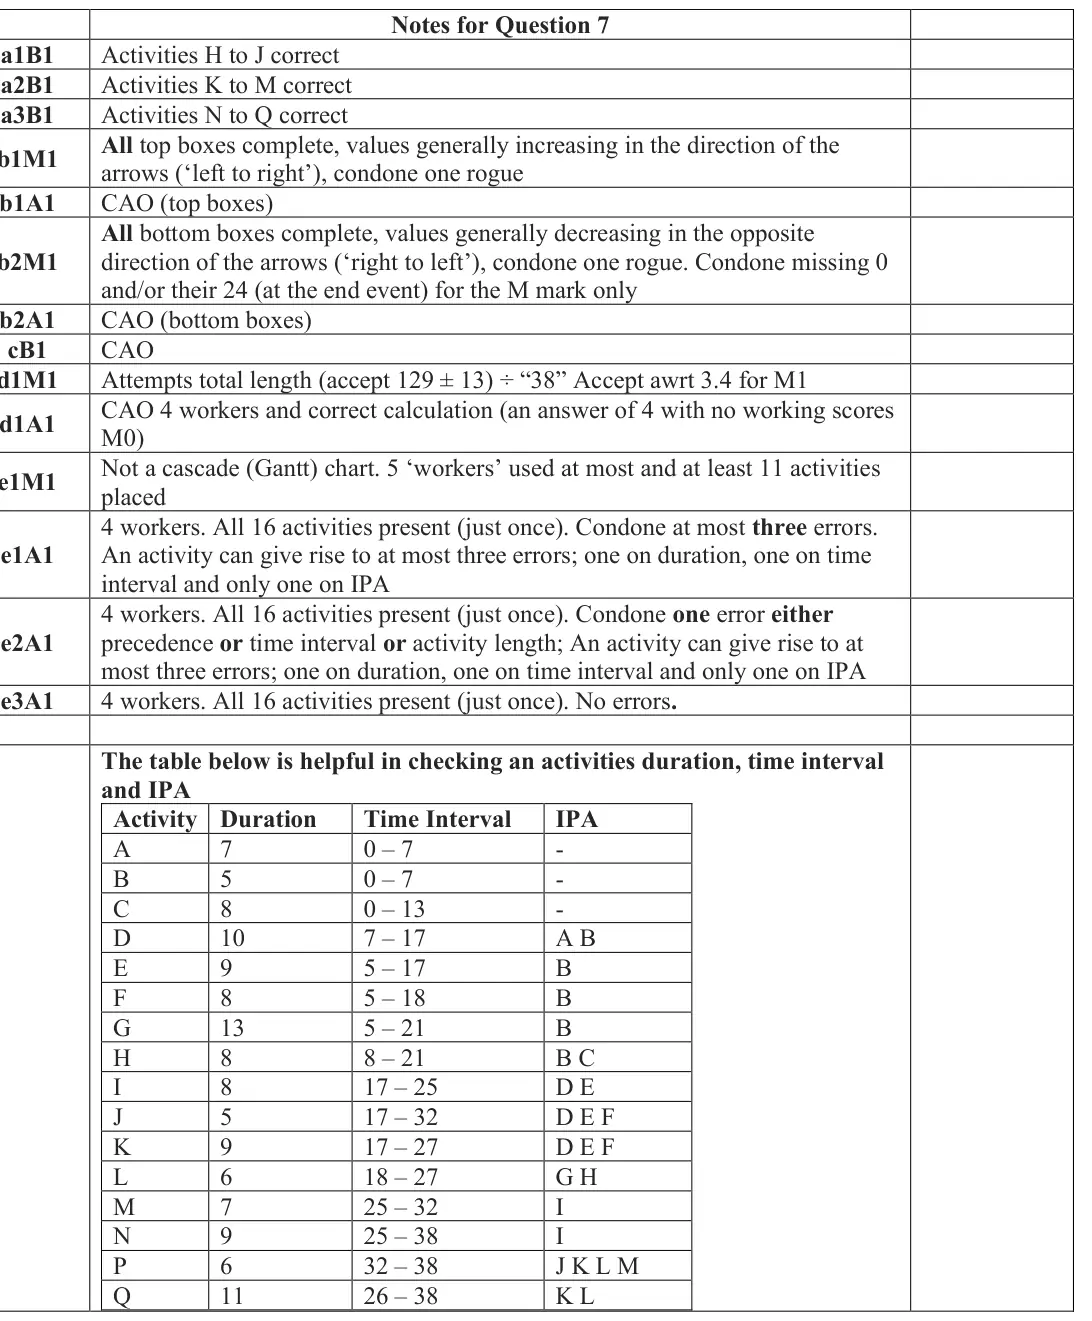 Notes for Question 7
a1B1 Activities H to J correct
a2B1 Activities K to M correct
a3B1 Activities N to Q correct
b1M1 All top boxes complete, values generally increasing in the direction of the
arrows (‘left to right’), condone one rogue
b1A1 CAO (top boxes)
b2M1 All bottom boxes complete, values generally decreasing in the opposite
direction of the arrows (‘right to left’), condone one rogue. Condone missing 0
and/or their 24 (at the end event) for the M mark only
b2A1 CAO (bottom boxes)
cB1 CAO
d1M1 Attempts total length (accept 129 ± 13) ÷ “38” Accept awrt 3.4 for M1
d1A1 CAO 4 workers and correct calculation (an answer of 4 with no working scores
M0)
e1M1 Not a cascade (Gantt) chart. 5 ‘workers’ used at most and at least 11 activities
placed
e1A1 4 workers. All 16 activities present (just once). Condone at most three errors.
An activity can give rise to at most three errors; one on duration, one on time
interval and only one on IPA
e2A1 4 workers. All 16 activities present (just once). Condone one error either
precedence or time interval or activity length; An activity can give rise to at
most three errors; one on duration, one on time interval and only one on IPA
e3A1 4 workers. All 16 activities present (just once). No errors.
The table below is helpful in checking an activities duration, time interval
and IPA
Activity Duration Time Interval IPA
A 7 0 – 7 -
B 5 0 – 7 -
C 8 0 – 13 -
D 10 7 – 17 A B
E 9 5 – 17 B
F 8 5 – 18 B
G 13 5 – 21 B
H 8 8 – 21 B C
I 8 17 – 25 D E
J 5 17 – 32 D E F
K 9 17 – 27 D E F
L 6 18 – 27 G H
M 7 25 – 32 I
N 9 25 – 38 I
P 6 32 – 38 J K L M
Q 11 26 – 38 K L